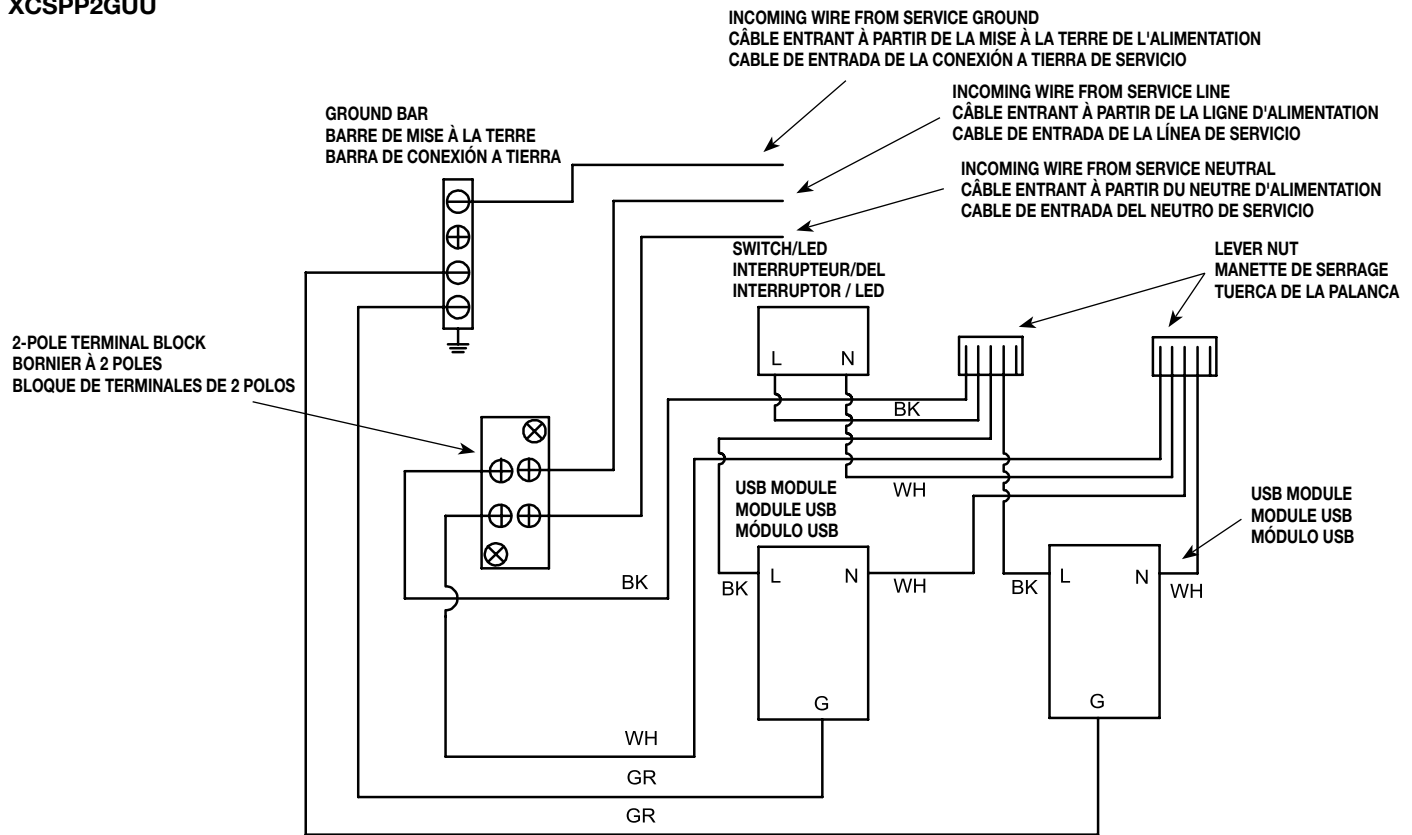 XCSPP2GUU
INCOMING WIRE FROM SERVICE GROUND
CÂBLE ENTRANT À PARTIR DE LA MISE À LA TERRE DE L'ALIMENTATION
CABLE DE ENTRADA DE LA CONEXIÓN A TIERRA DE SERVICIO
INCOMING WIRE FROM SERVICE LINE
CÂBLE ENTRANT À PARTIR DE LA LIGNE D'ALIMENTATION
CABLE DE ENTRADA DE LA LÍNEA DE SERVICIO
GROUND BAR
BARRE DE MISE À LA TERRE
BARRA DE CONEXIÓN A TIERRA
INCOMING WIRE FROM SERVICE NEUTRAL
CÂBLE ENTRANT À PARTIR DU NEUTRE D'ALIMENTATION
CABLE DE ENTRADA DEL NEUTRO DE SERVICIO
SWITCH/LED
INTERRUPTEUR/DEL
INTERRUPTOR / LED
LEVER NUT
MANETTE DE SERRAGE
TUERCA DE LA PALANCA
2-POLE TERMINAL BLOCK
BORNIER À 2 POLES
BLOQUE DE TERMINALES DE 2 POLOS
L N
BK
WH
USB MODULE
MODULE USB
MÓDULO USB
USB MODULE
MODULE USB
MÓDULO USB
BK
BK
L N
WH
BK
L N
WH
G
G
WH
GR
GR